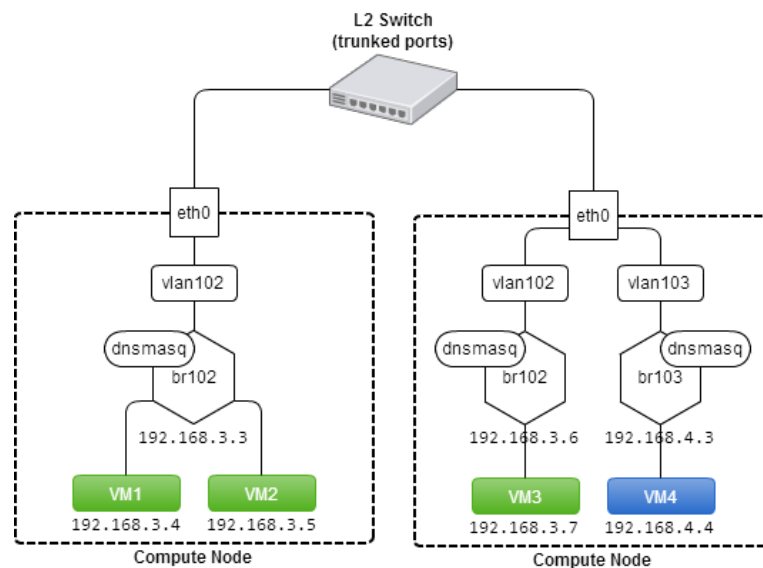 L2 Switch
(trunked ports)
eth0
eth0
vlan102
vlan102
vlan103
dnsmasq
dnsmasq
dnsmasq
br102
br102
br103
192.168.3.3
192.168.3.6
192.168.4.3
VM1
VM2
VM3
VM4
192.168.3.4
192.168.3.5
192.168.3.7
192.168.4.4
Compute Node
Compute Node